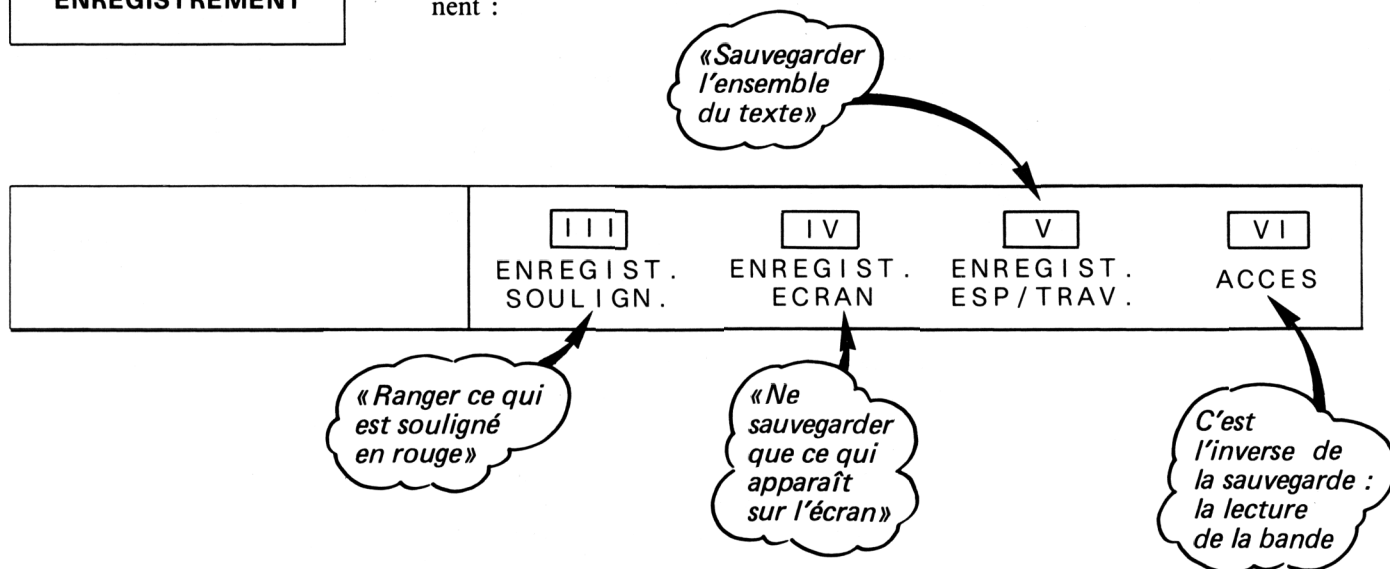 ENREGISTREMENT
nent :
«Sauvegarder
l'ensemble
du texte»
III
IV
V
VI
ENREGIST.
SOULIGN.
ENREGIST.
ECRAN
ENREGIST.
ESP/TRAV.
ACCES
«Ranger ce qui
est souligné
en rouge»
«Ne
sauvegarder
que ce qui
apparaît
sur l'écran»
C'est
l'inverse de
la sauvegarde :
la lecture
de la bande